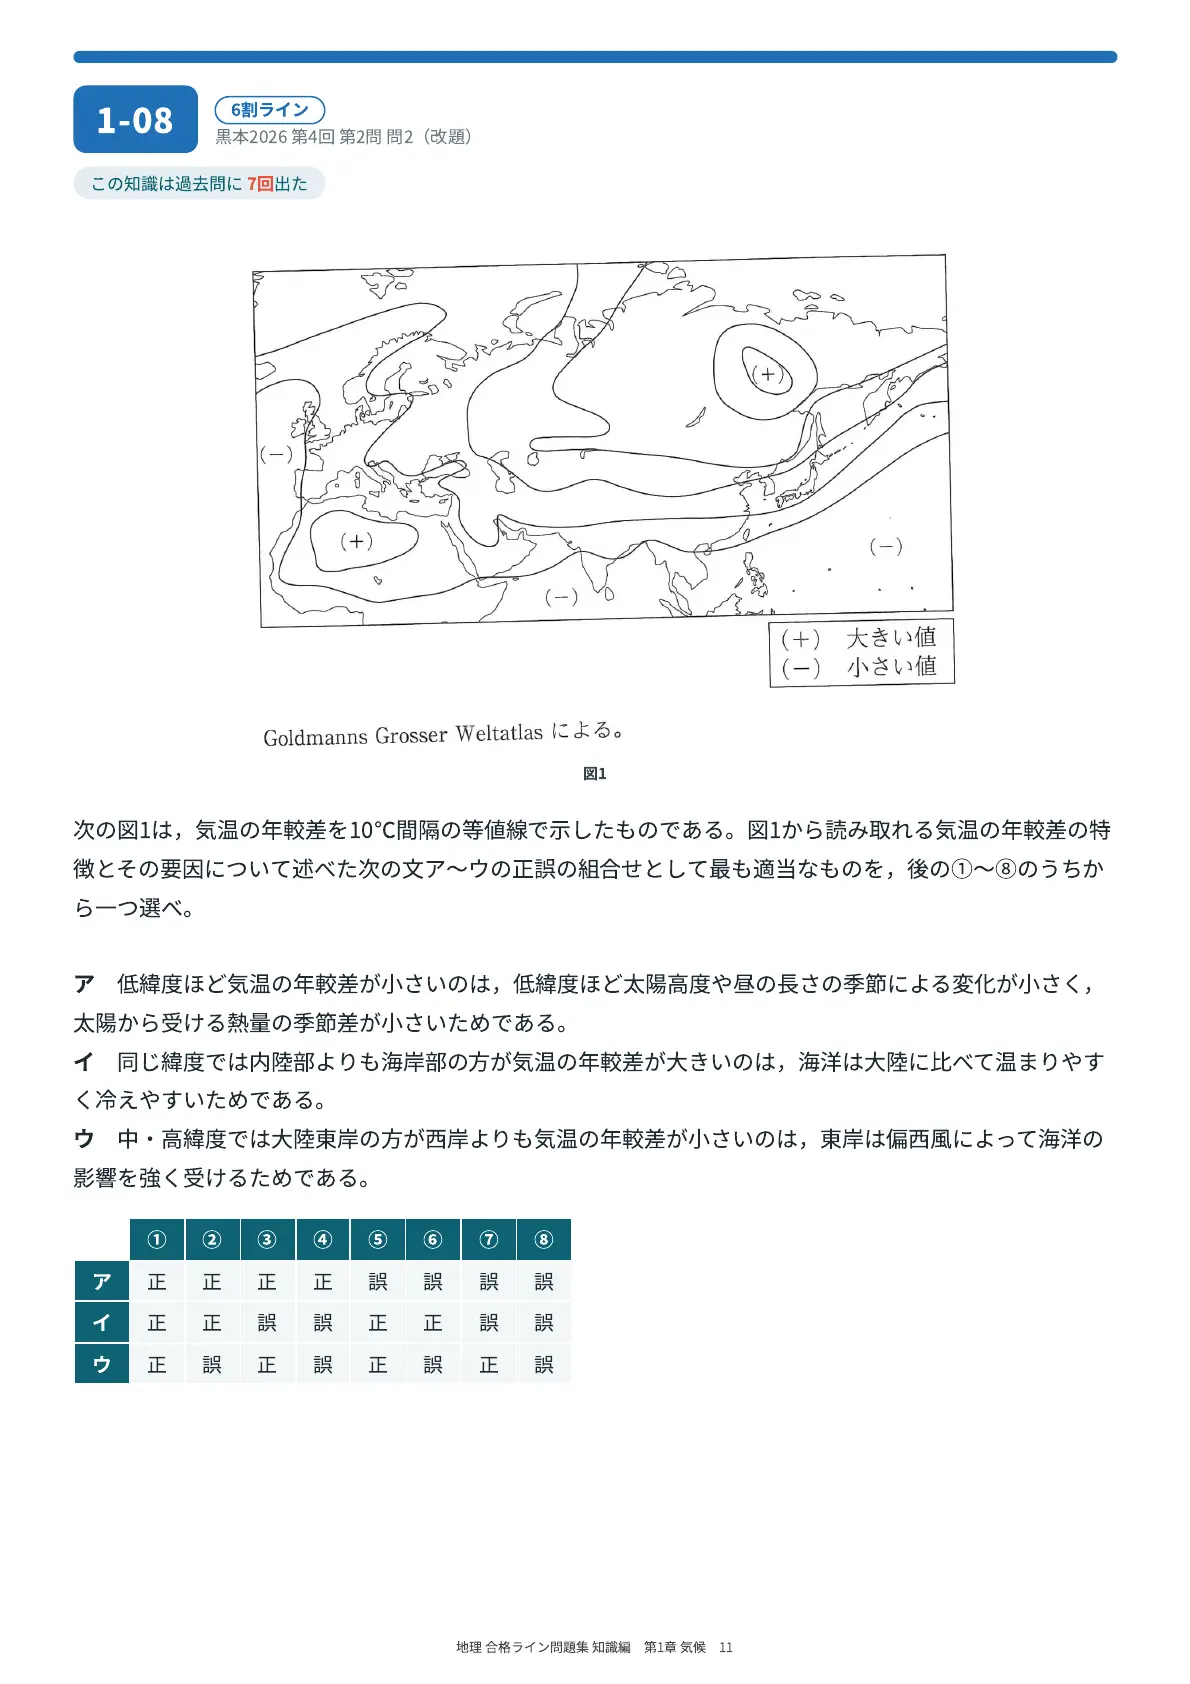 1-08
6割ライン
黒本2026 第4回 第2問 問2（改題）
この知識は過去問に 7回出た
(+)
(−)
(+)
(−)
(−)
(+) 大きい値
(−) 小さい値
Goldmanns Grosser Weltatlas による。
図1
次の図1は，気温の年較差を10℃間隔の等値線で示したものである。図1から読み取れる気温の年較差の特
徴とその要因について述べた次の文ア～ウの正誤の組合せとして最も適当なものを，後の①～⑧のうちか
ら一つ選べ。
ア　低緯度ほど気温の年較差が小さいのは，低緯度ほど太陽高度や昼の長さの季節による変化が小さく，
太陽から受ける熱量の季節差が小さいためである。
イ　同じ緯度では内陸部よりも海岸部の方が気温の年較差が大きいのは，海洋は大陸に比べて温まりやす
く冷えやすいためである。
ウ　中・高緯度では大陸東岸の方が西岸よりも気温の年較差が小さいのは，東岸は偏西風によって海洋の
影響を強く受けるためである。
① ② ③ ④ ⑤ ⑥ ⑦ ⑧
ア 正 正 正 正 誤 誤 誤 誤
イ 正 正 誤 誤 正 正 誤 誤
ウ 正 誤 正 誤 正 誤 正 誤
地理 合格ライン問題集 知識編　第1章 気候　11